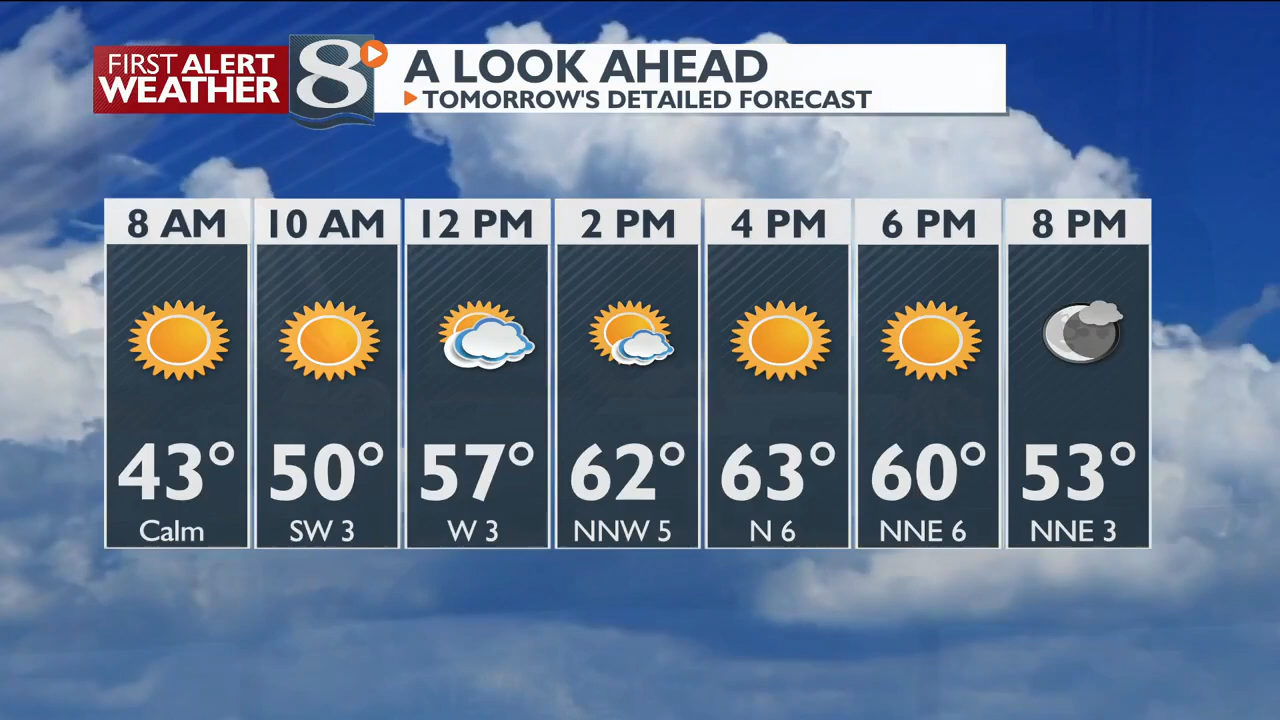 FIRST ALERT
WEATHER
8
A LOOK AHEAD
TOMORROW'S DETAILED FORECAST
8 AM 10 AM 12 PM 2 PM 4 PM 6 PM 8 PM
43° 50° 57° 62° 63° 60° 53°
Calm SW 3 W 3 NNW 5 N 6 NNE 6 NNE 3